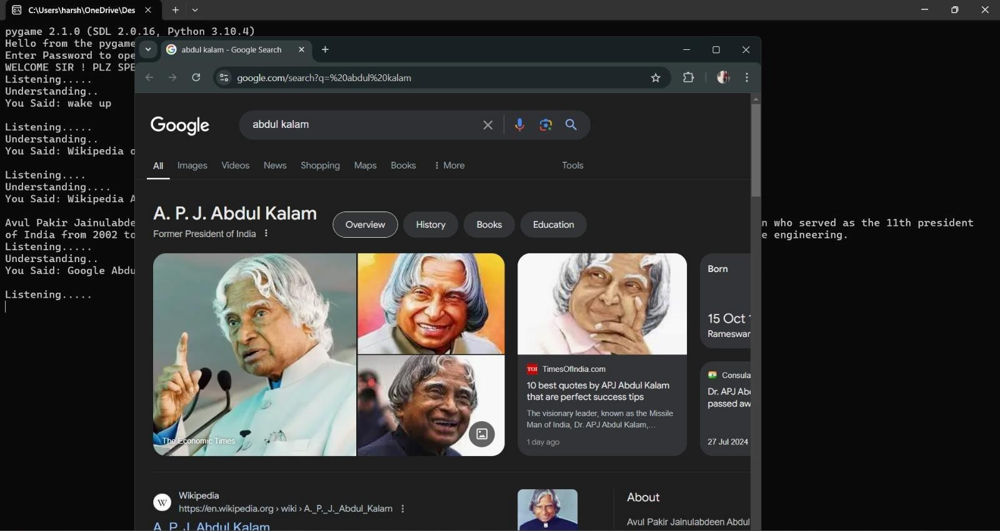 C:\Users\harsh\OneDrive\Des
pygame 2.1.0 (SDL 2.0.16, Python 3.10.4)
Hello from the pygame
Enter Password to ope
WELCOME SIR ! PLZ SPE
Listening.....
Understanding..
You Said: wake up
Listening.....
Understanding..
You Said: Wikipedia o
Listening....
Understanding....
You Said: Wikipedia A
Avul Pakir Jainulabde
n who served as the 11th president
of India from 2002 to
e engineering.
Listening.....
Understanding..
You Said: Google Abdu
Listening.....
abdul kalam - Google Search
google.com/search?q=%20abdul%20kalam
Google
abdul kalam
All Images Videos News Shopping Maps Books More Tools
A. P. J. Abdul Kalam
Former President of India
Overview History Books Education
The Economic Times
TOI TimesOfIndia.com
10 best quotes by APJ Abdul Kalam
that are perfect success tips
The visionary leader, known as the Missile
Man of India, Dr. APJ Abdul Kalam,...
1 day ago
Born
15 Oct
Rameswar
Consula
Dr. APJ Ab
passed aw
27 Jul 2024
W Wikipedia
https://en.wikipedia.org › wiki › A._P._J._Abdul_Kalam
A. P. J. Abdul Kalam
About
Avul Pakir Jainulabdeen Abdul